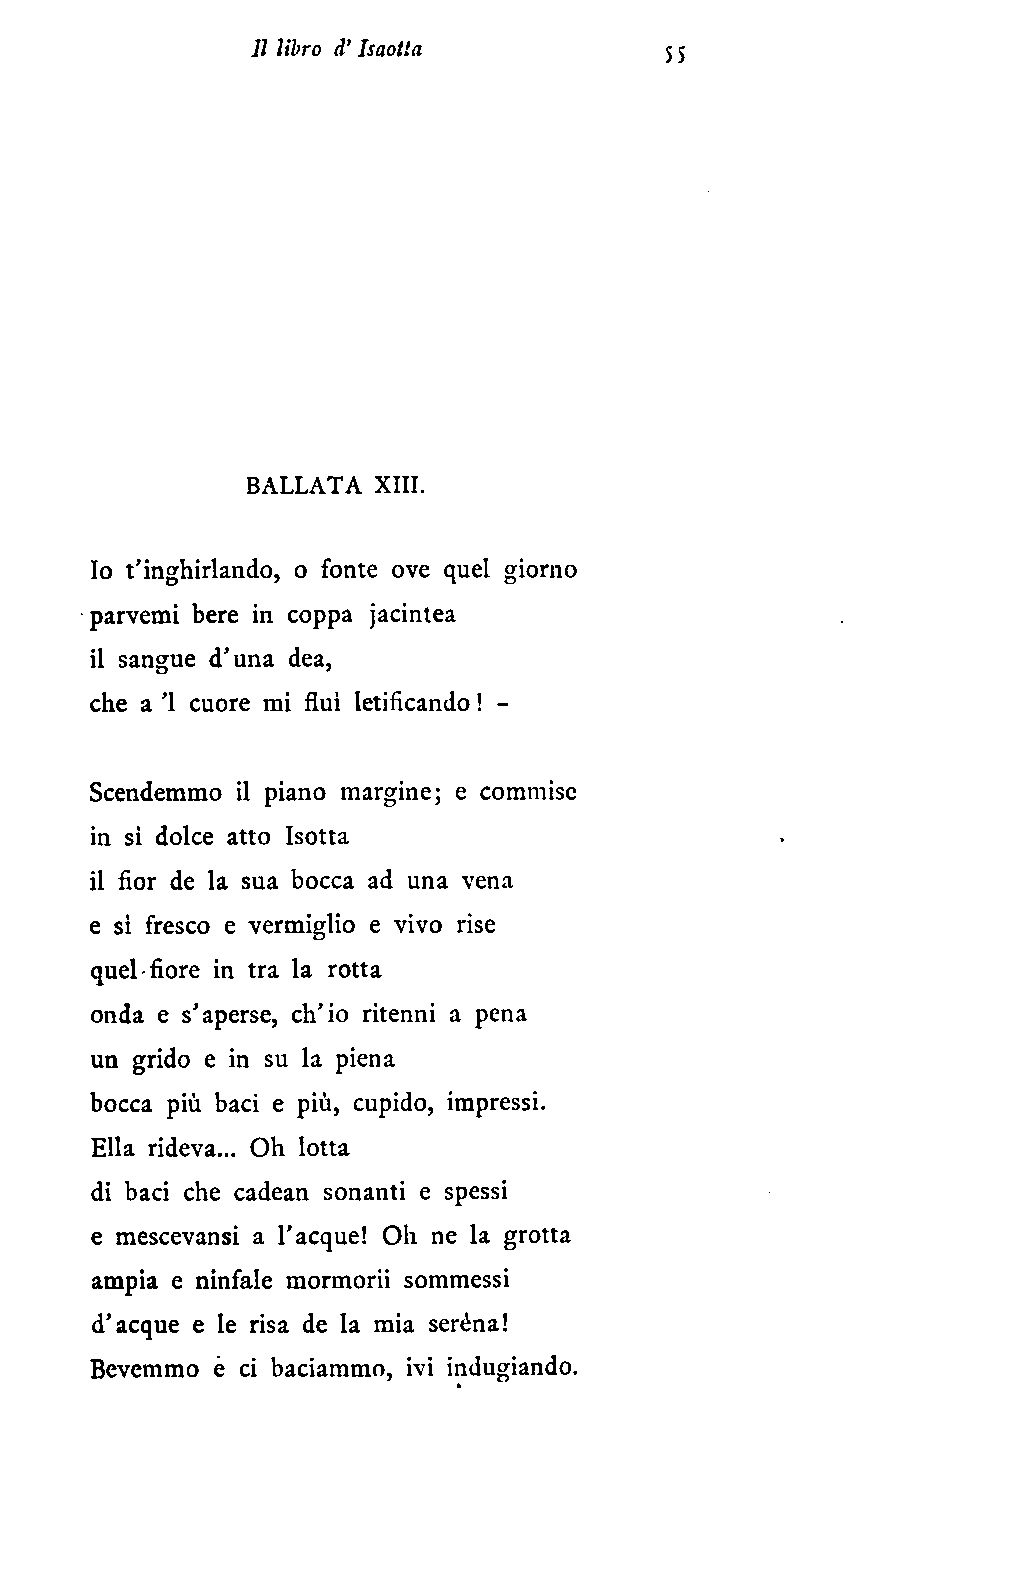 Il libro d' Isaotta 55
BALLATA XIII.
Io t'inghirlando, o fonte ove quel giorno
parvemi bere in coppa jacintea
il sangue d'una dea,
che a 'l cuore mi fluì letificando! -
Scendemmo il piano margine; e commise
in sì dolce atto Isotta
il fior de la sua bocca ad una vena
e sì fresco e vermiglio e vivo rise
quel fiore in tra la rotta
onda e s'aperse, ch'io ritenni a pena
un grido e in su la piena
bocca più baci e più, cupido, impressi.
Ella rideva... Oh lotta
di baci che cadean sonanti e spessi
e mescevansi a l'acque! Oh ne la grotta
ampia e ninfale mormorii sommessi
d'acque e le risa de la mia seréna!
Bevemmo e ci baciammo, ivi indugiando.